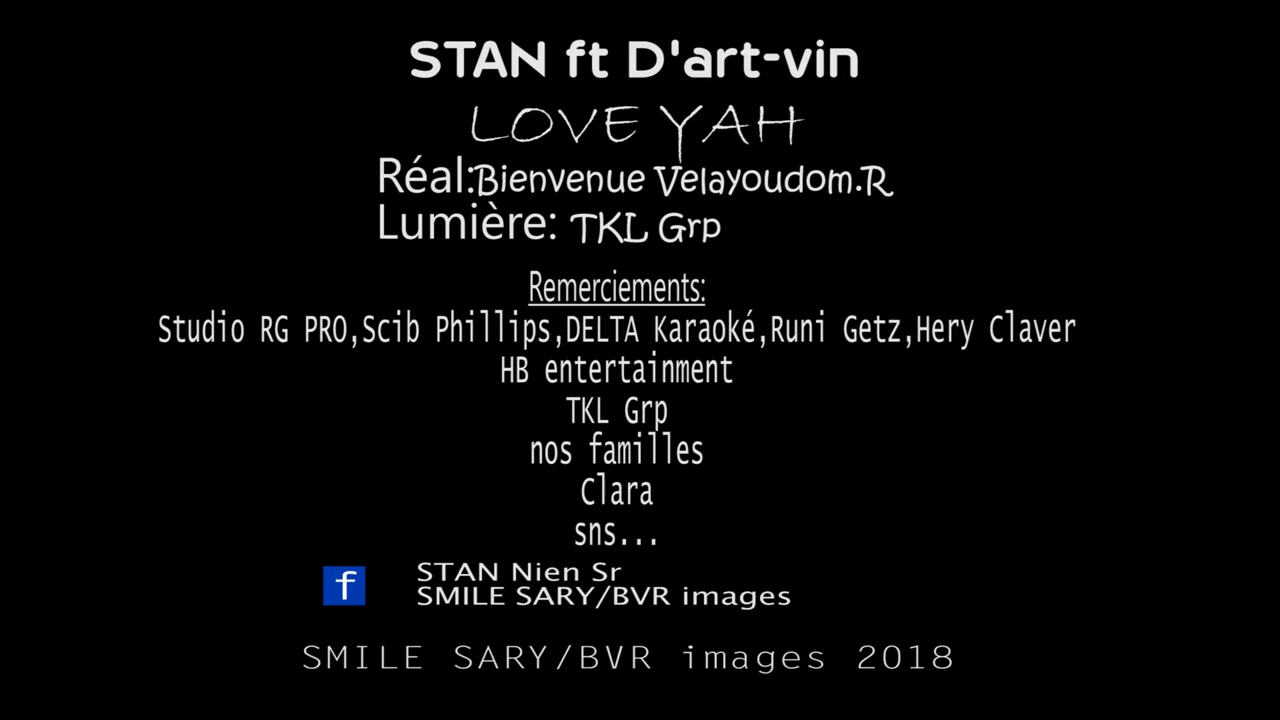 STAN ft D'art-vin
LOVE YAH
Réal:Bienvenue Velayoudom.R
Lumière: TKL Grp
Remerciements:
Studio RG PRO,Scib Phillips,DELTA Karaoké,Runi Getz,Hery Claver
HB entertainment
TKL Grp
nos familles
Clara
sns...
f STAN Nien Sr
SMILE SARY/BVR images
SMILE SARY/BVR images 2018